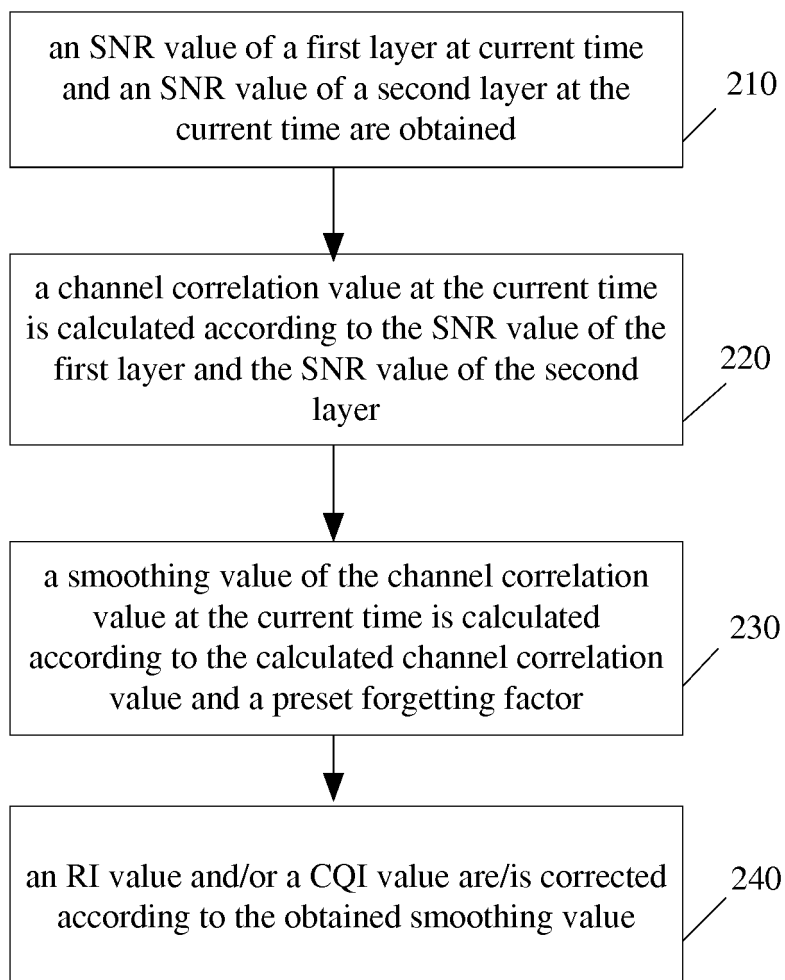 an SNR value of a first layer at current time
and an SNR value of a second layer at the
current time are obtained
210
a channel correlation value at the current time
is calculated according to the SNR value of the
first layer and the SNR value of the second
layer
220
a smoothing value of the channel correlation
value at the current time is calculated
according to the calculated channel correlation
value and a preset forgetting factor
230
an RI value and/or a CQI value are/is corrected
according to the obtained smoothing value
240